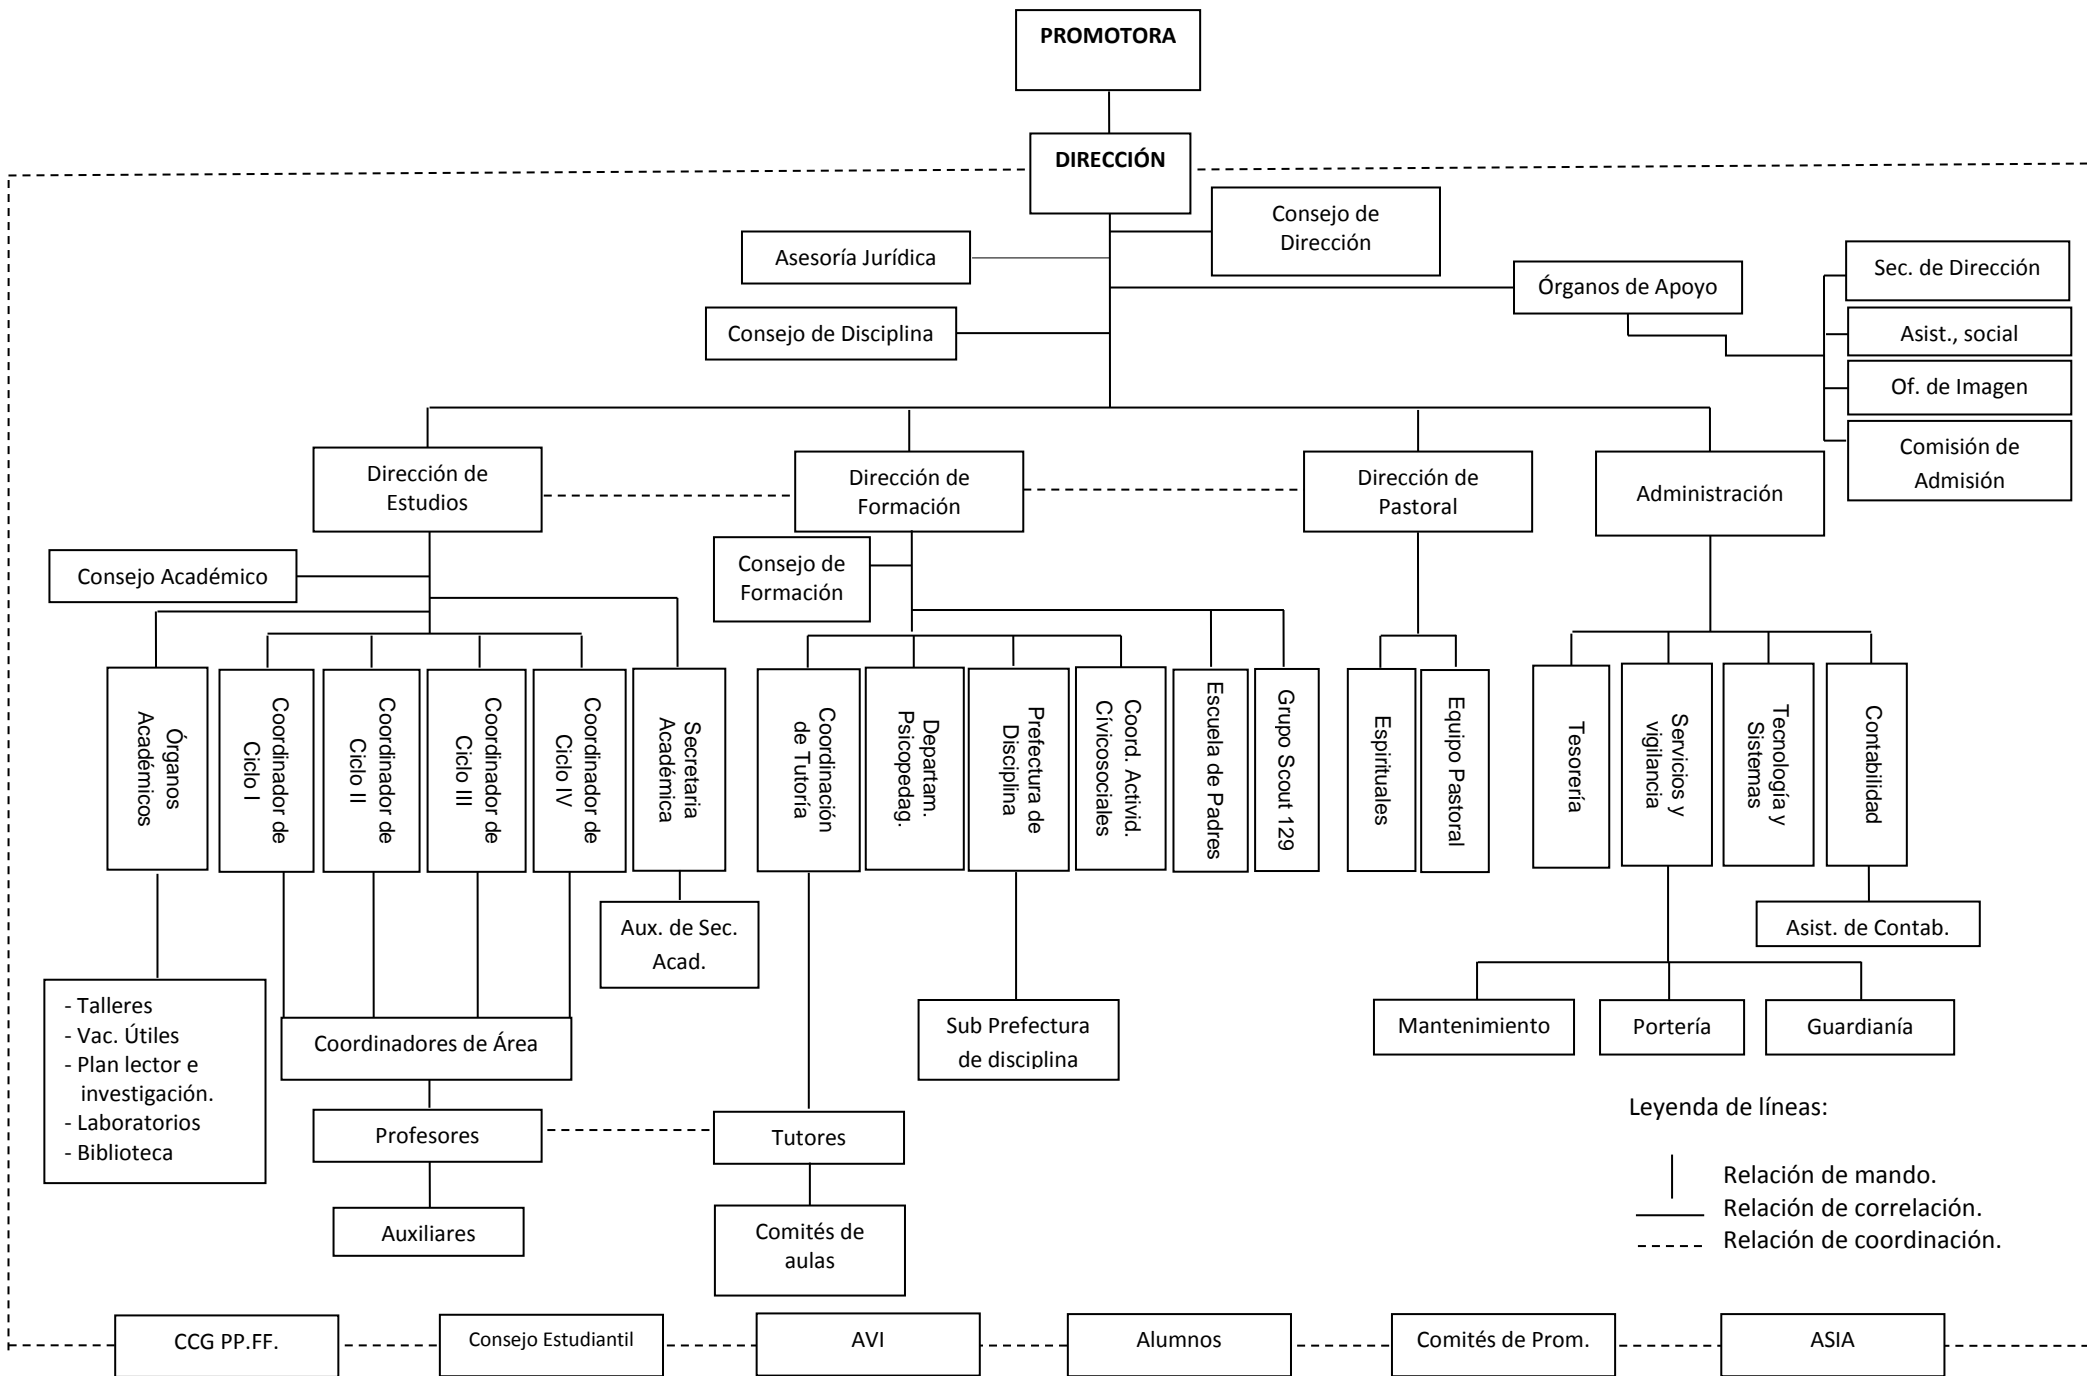 PROMOTORA
DIRECCIÓN
Consejo de
Dirección
Asesoría Jurídica
Órganos de Apoyo
Sec. de Dirección
Consejo de Disciplina
Asist., social
Of. de Imagen
Comisión de
Admisión
Dirección de
Estudios
Dirección de
Formación
Dirección de
Pastoral
Administración
Consejo Académico
Consejo de
Formación
Órganos
Académicos
Coordinador de
Ciclo I
Coordinador de
Ciclo II
Coordinador de
Ciclo III
Coordinador de
Ciclo IV
Secretaria
Académica
Coordinación
de Tutoría
Departam.
Psicopedag.
Prefectura de
Disciplina
Coord. Activid.
Cívicosociales
Escuela de Padres
Grupo Scout 129
Espirituales
Equipo Pastoral
Tesorería
Servicios y
vigilancia
Tecnología y
Sistemas
Contabilidad
Aux. de Sec.
Acad.
Asist. de Contab.
- Talleres
- Vac. Útiles
- Plan lector e
investigación.
- Laboratorios
- Biblioteca
Coordinadores de Área
Sub Prefectura
de disciplina
Mantenimiento
Portería
Guardianía
Profesores
Tutores
Auxiliares
Comités de
aulas
Leyenda de líneas:
Relación de mando.
Relación de correlación.
Relación de coordinación.
CCG PP.FF.
Consejo Estudiantil
AVI
Alumnos
Comités de Prom.
ASIA